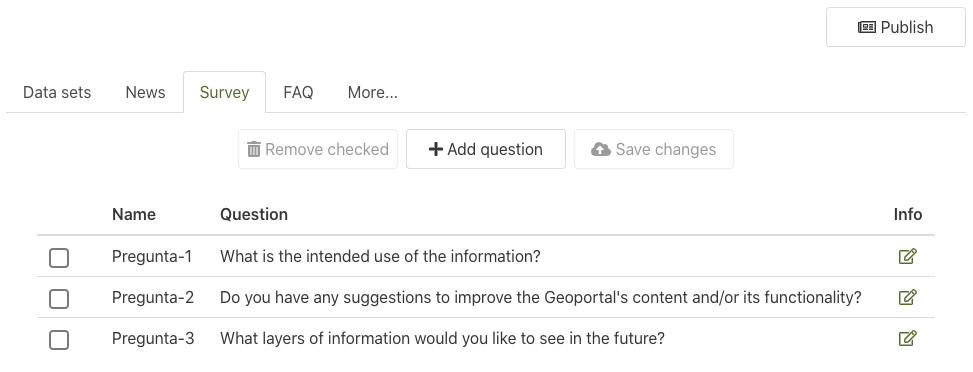 Publish
Data sets News Survey FAQ More...
Remove checked Add question Save changes
Name Question Info
Pregunta-1 What is the intended use of the information?
Pregunta-2 Do you have any suggestions to improve the Geoportal's content and/or its functionality?
Pregunta-3 What layers of information would you like to see in the future?